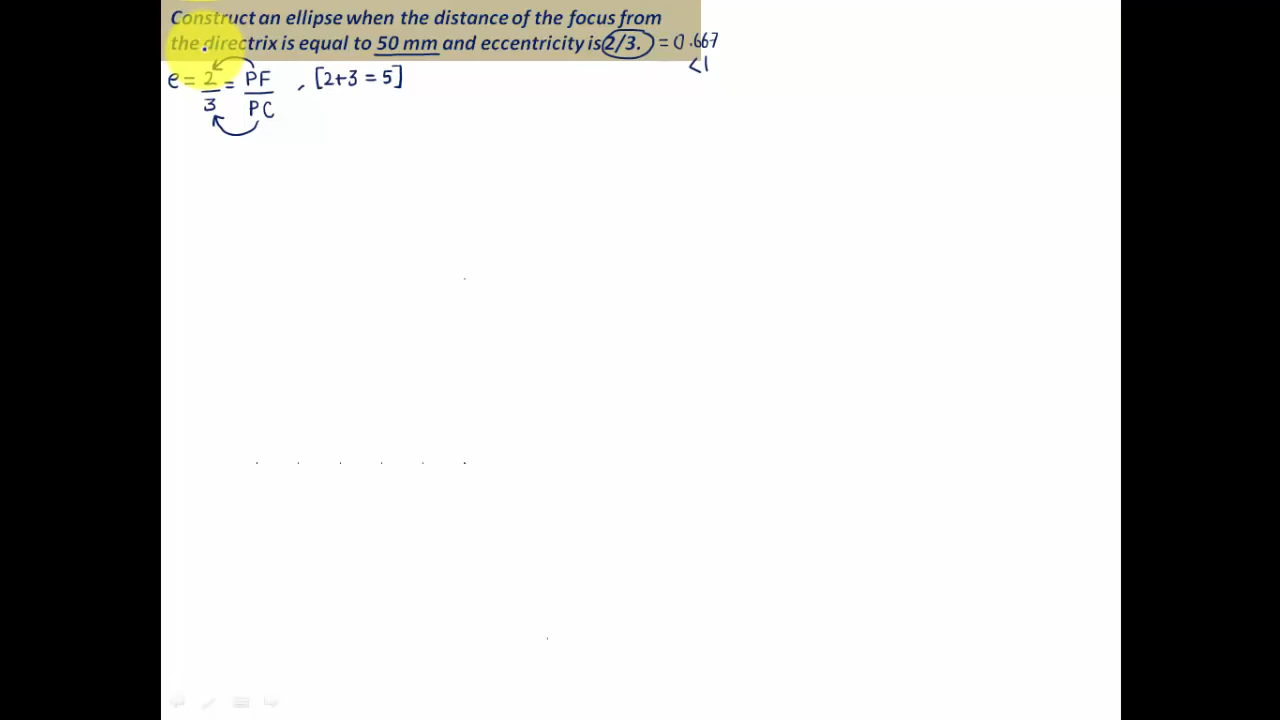 Construct an ellipse when the distance of the focus from
the directrix is equal to 50 mm and eccentricity is 2/3. = 0.667
<1
e = 2/3 = PF/PC , [2+3 = 5]